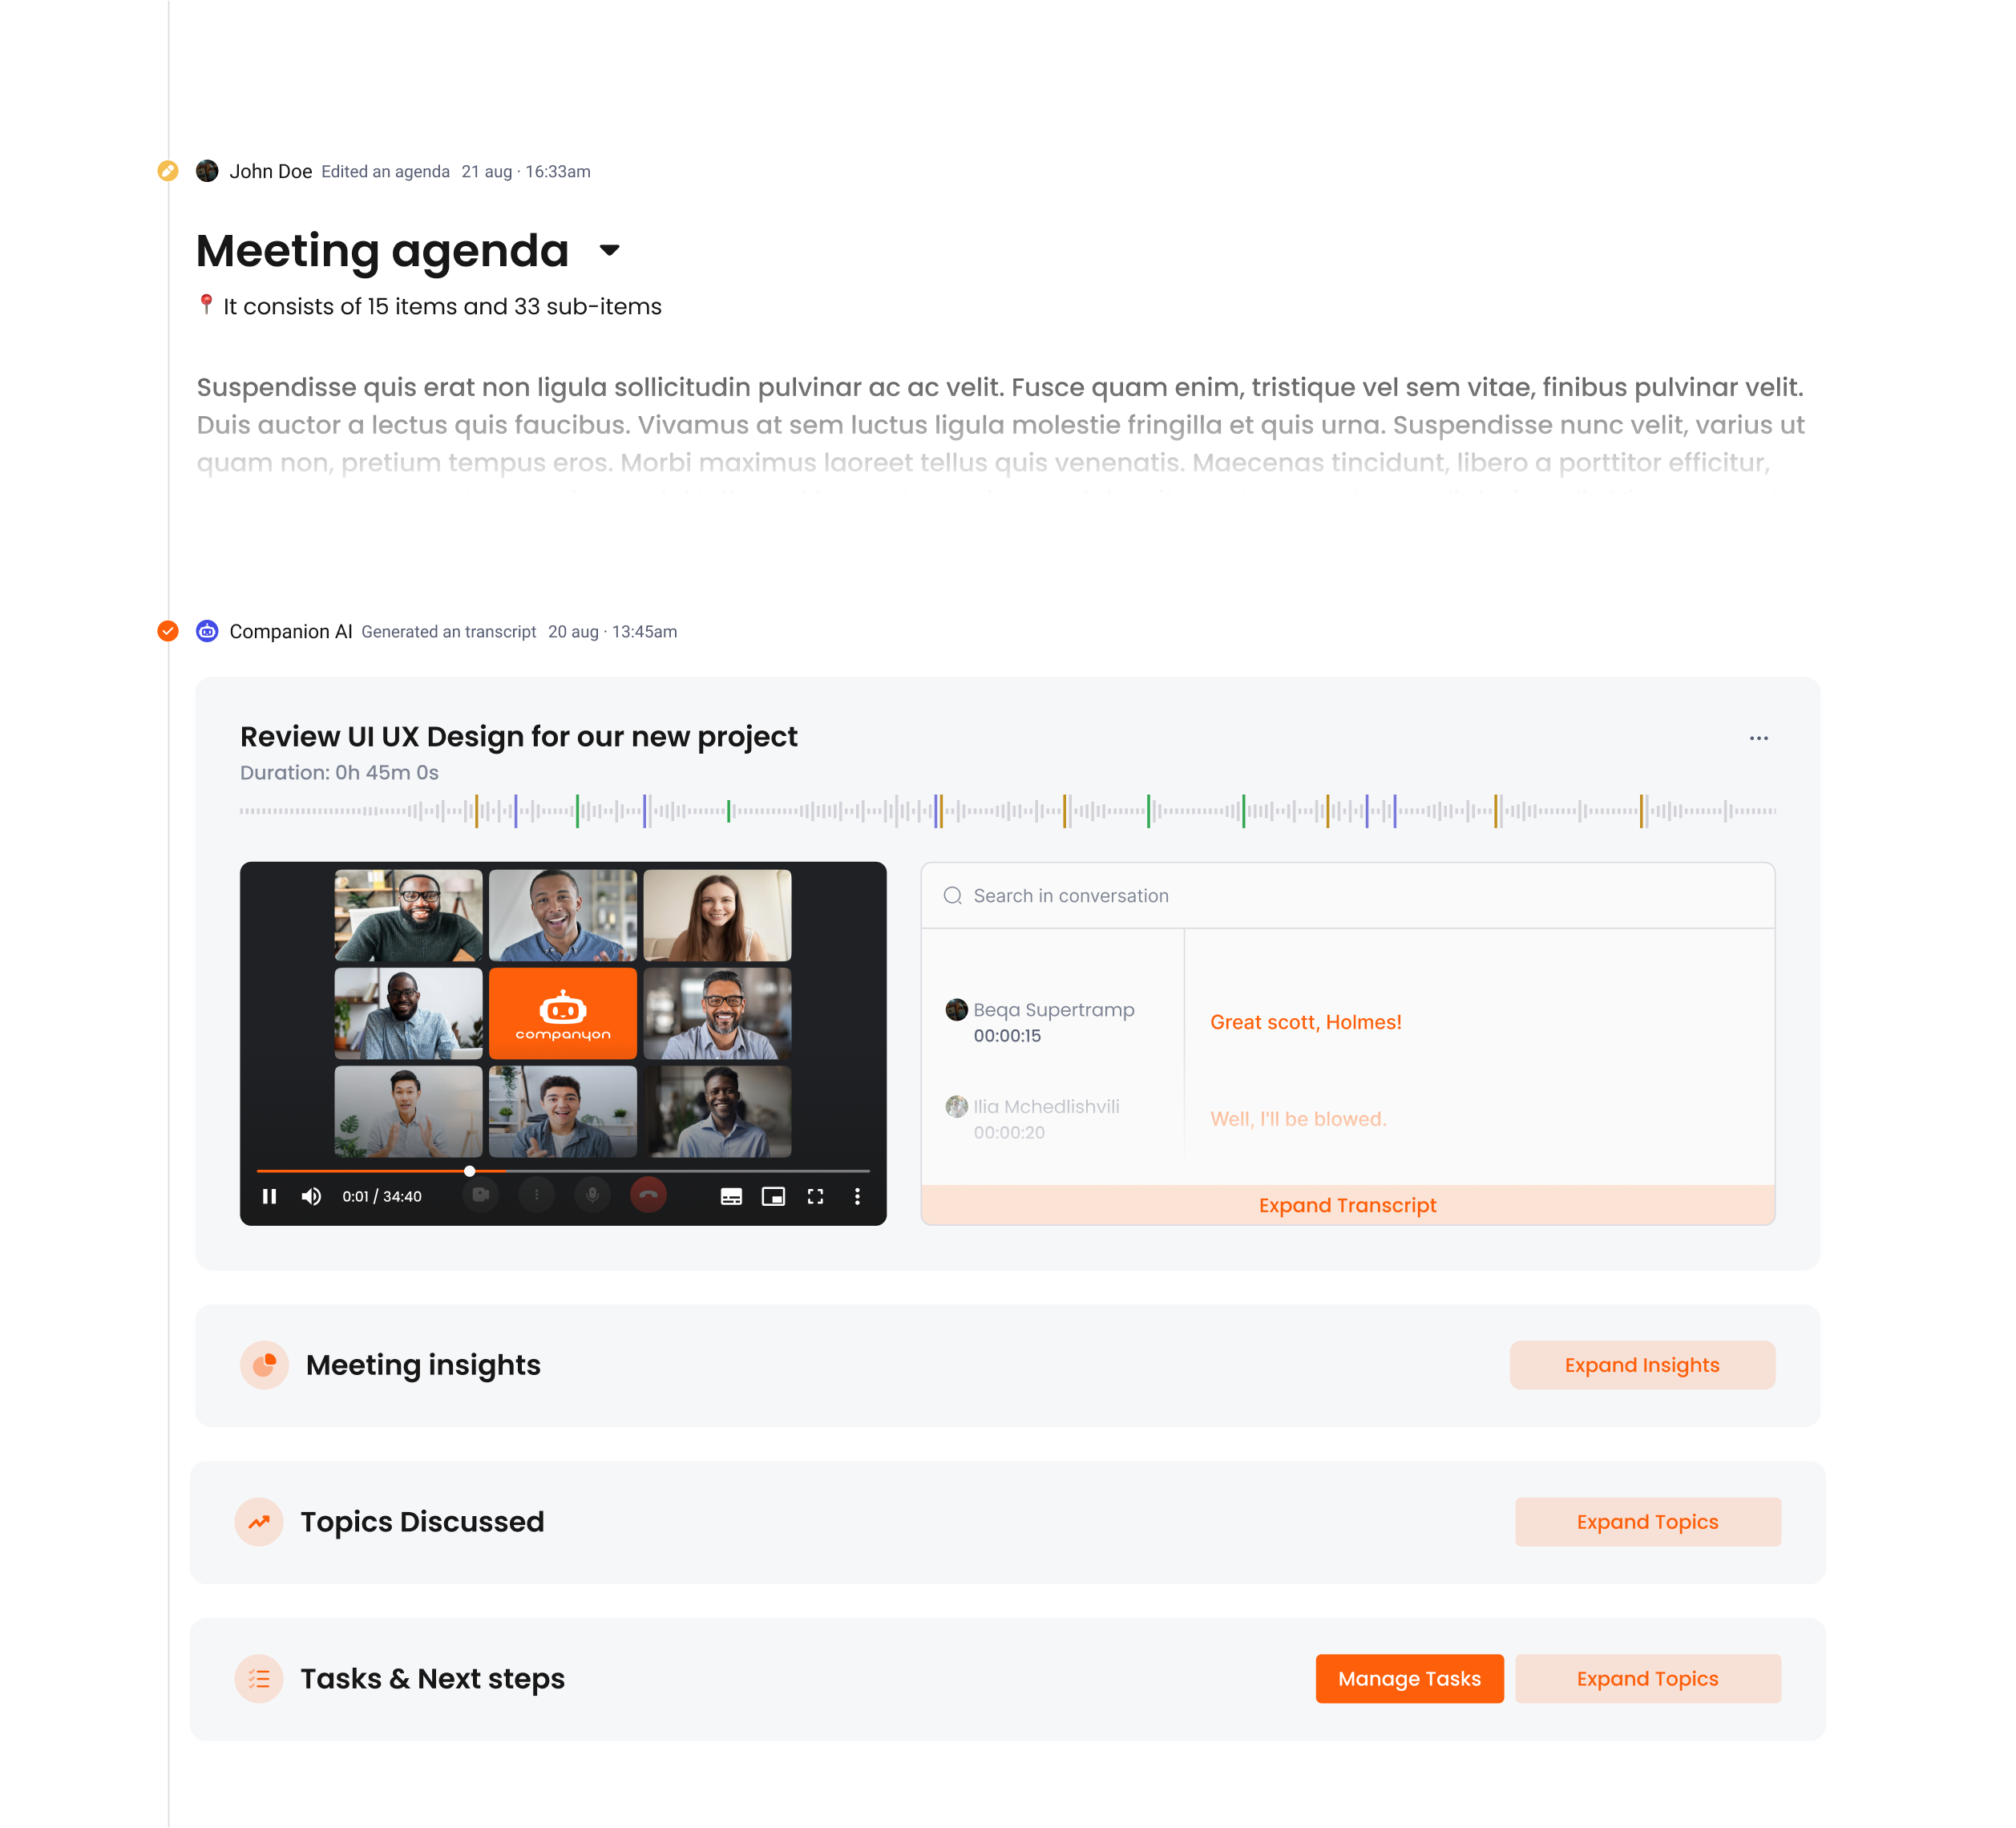 John Doe Edited an agenda 21 aug · 16:33am
Meeting agenda
It consists of 15 items and 33 sub-items
Suspendisse quis erat non ligula sollicitudin pulvinar ac ac velit. Fusce quam enim, tristique vel sem vitae, finibus pulvinar velit.
Duis auctor a lectus quis faucibus. Vivamus at sem luctus ligula molestie fringilla et quis urna. Suspendisse nunc velit, varius ut
quam non, pretium tempus eros. Morbi maximus laoreet tellus quis venenatis. Maecenas tincidunt, libero a porttitor efficitur,
Companion AI Generated an transcript 20 aug · 13:45am
Review UI UX Design for our new project
Duration: 0h 45m 0s
companyon
0:01 / 34:40
Search in conversation
Beqa Supertramp
00:00:15
Great scott, Holmes!
Ilia Mchedlishvili
00:00:20
Well, I'll be blowed.
Expand Transcript
Meeting insights
Expand Insights
Topics Discussed
Expand Topics
Tasks & Next steps
Manage Tasks
Expand Topics